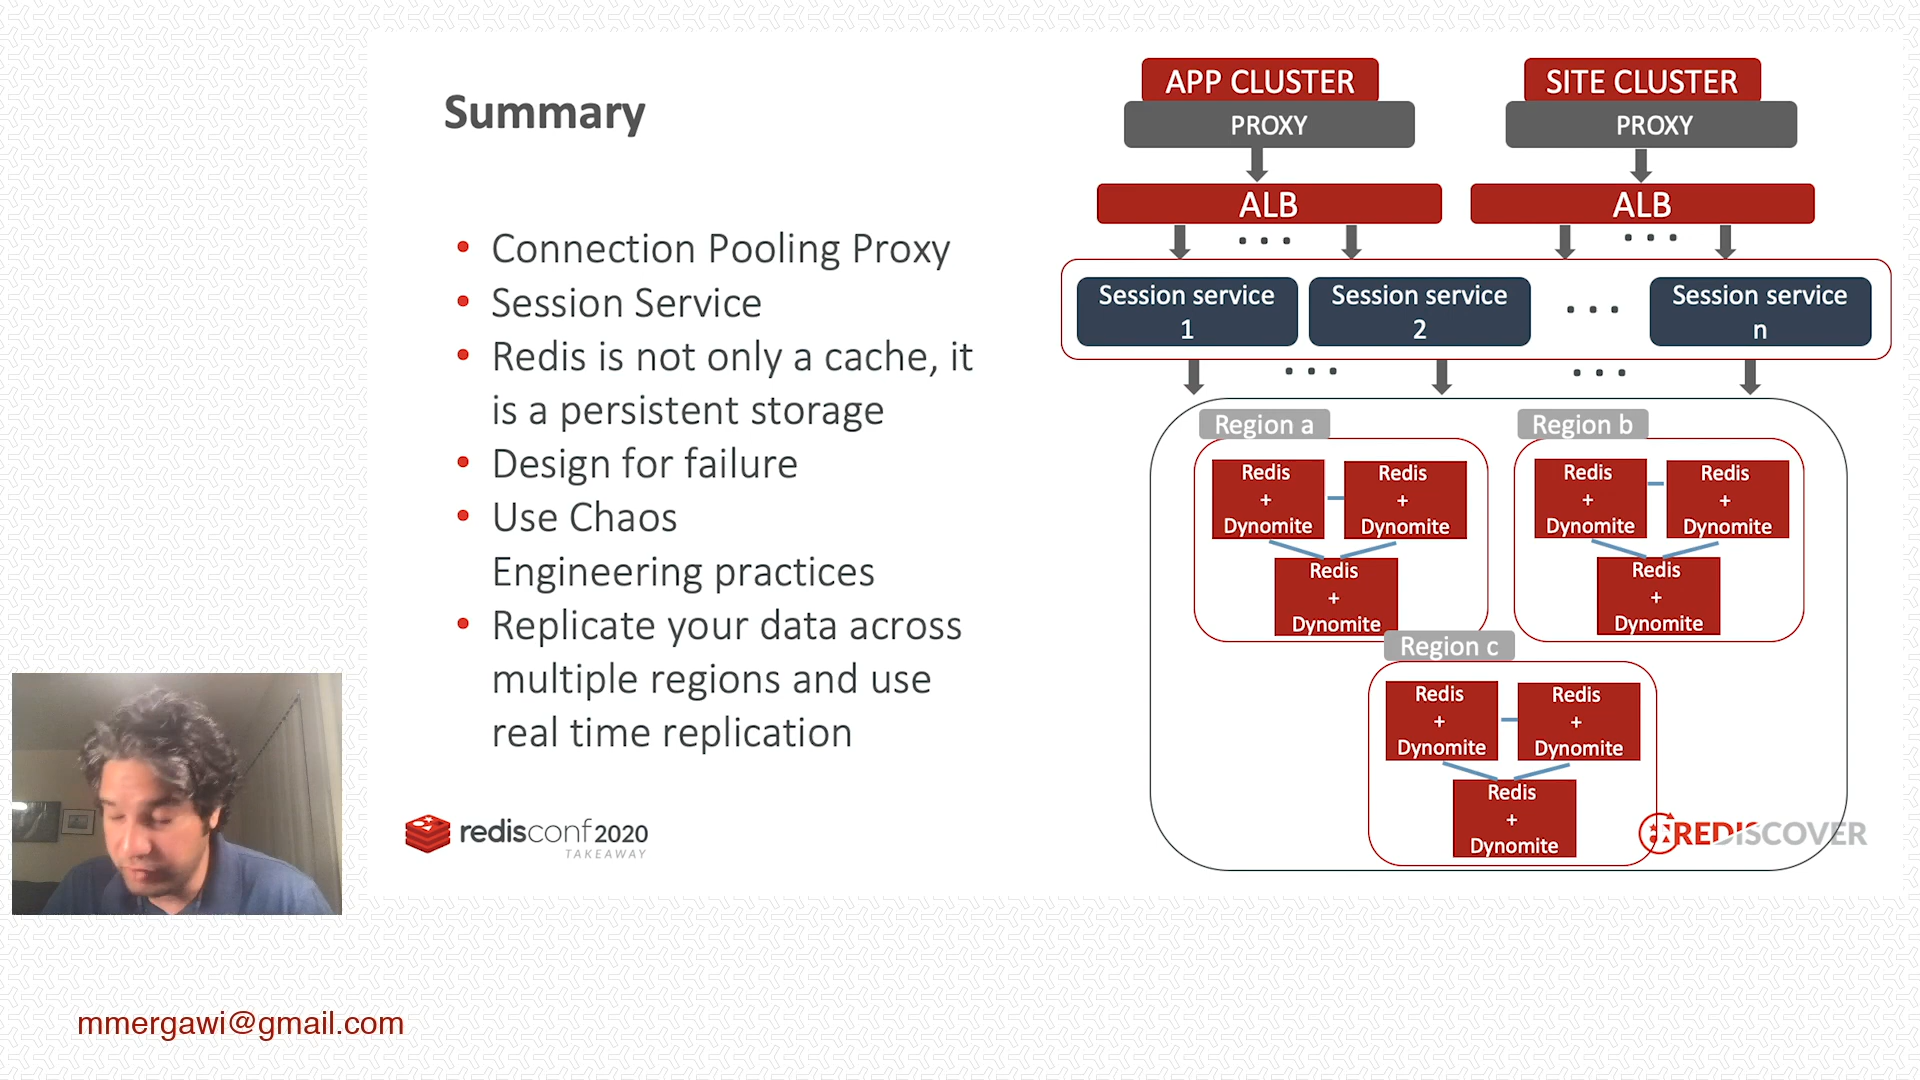 Summary
• Connection Pooling Proxy
• Session Service
• Redis is not only a cache, it
is a persistent storage
• Design for failure
• Use Chaos
Engineering practices
• Replicate your data across
multiple regions and use
real time replication
APP CLUSTER
PROXY
ALB
SITE CLUSTER
PROXY
ALB
. . .
. . .
Session service
1
Session service
2
. . .
Session service
n
. . .
. . .
Region a
Redis
+
Dynomite
Redis
+
Dynomite
Redis
+
Dynomite
Region b
Redis
+
Dynomite
Redis
+
Dynomite
Redis
+
Dynomite
Region c
Redis
+
Dynomite
Redis
+
Dynomite
Redis
+
Dynomite
redisconf 2020
TAKEAWAY
REDISCOVER
mmergawi@gmail.com